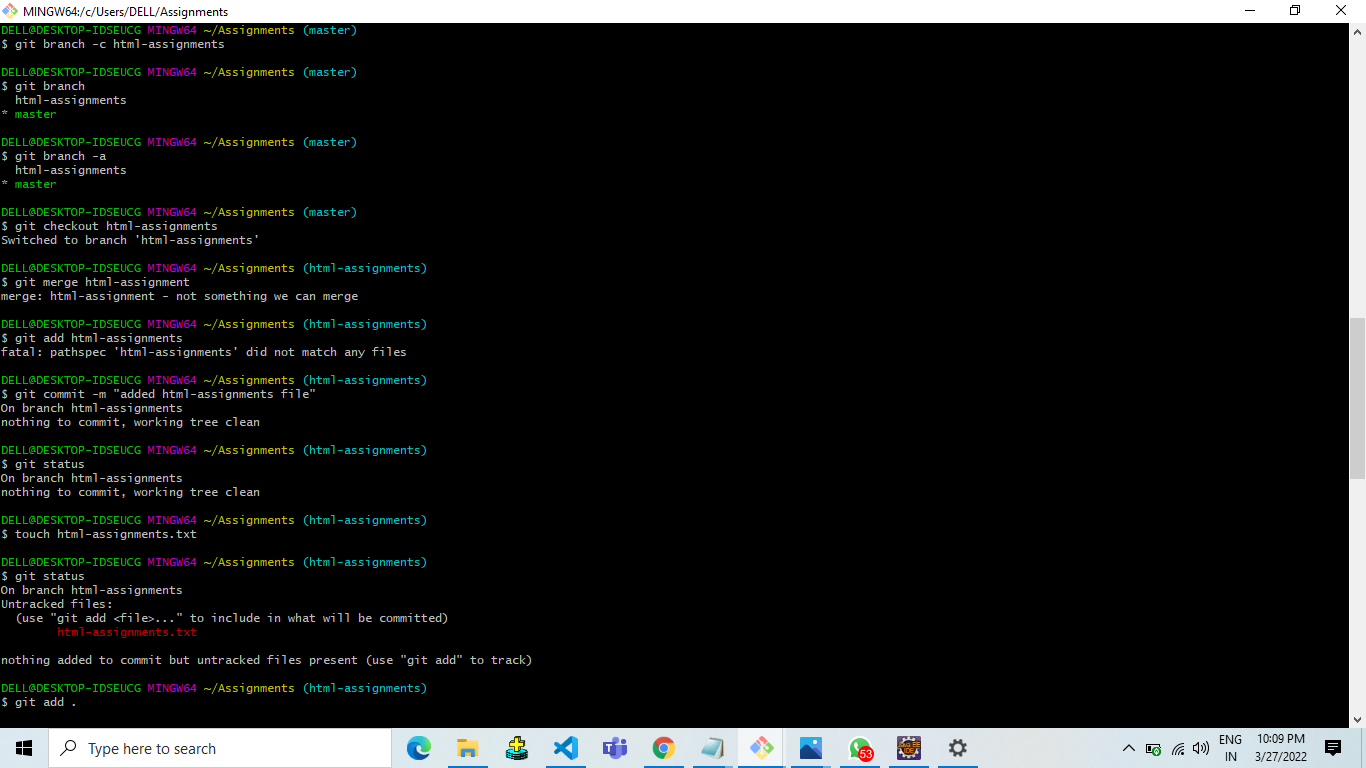 MINGW64:/c/Users/DELL/Assignments
DELL@DESKTOP-IDSEUCG MINGW64 ~/Assignments (master)
$ git branch -c html-assignments
DELL@DESKTOP-IDSEUCG MINGW64 ~/Assignments (master)
$ git branch
html-assignments
* master
DELL@DESKTOP-IDSEUCG MINGW64 ~/Assignments (master)
$ git branch -a
html-assignments
* master
DELL@DESKTOP-IDSEUCG MINGW64 ~/Assignments (master)
$ git checkout html-assignments
Switched to branch 'html-assignments'
DELL@DESKTOP-IDSEUCG MINGW64 ~/Assignments (html-assignments)
$ git merge html-assignment
merge: html-assignment - not something we can merge
DELL@DESKTOP-IDSEUCG MINGW64 ~/Assignments (html-assignments)
$ git add html-assignments
fatal: pathspec 'html-assignments' did not match any files
DELL@DESKTOP-IDSEUCG MINGW64 ~/Assignments (html-assignments)
$ git commit -m "added html-assignments file"
On branch html-assignments
nothing to commit, working tree clean
DELL@DESKTOP-IDSEUCG MINGW64 ~/Assignments (html-assignments)
$ git status
On branch html-assignments
nothing to commit, working tree clean
DELL@DESKTOP-IDSEUCG MINGW64 ~/Assignments (html-assignments)
$ touch html-assignments.txt
DELL@DESKTOP-IDSEUCG MINGW64 ~/Assignments (html-assignments)
$ git status
On branch html-assignments
Untracked files:
(use "git add <file>..." to include in what will be committed)
html-assignments.txt
nothing added to commit but untracked files present (use "git add" to track)
DELL@DESKTOP-IDSEUCG MINGW64 ~/Assignments (html-assignments)
$ git add .
Type here to search
53
ENG
IN
10:09 PM
3/27/2022